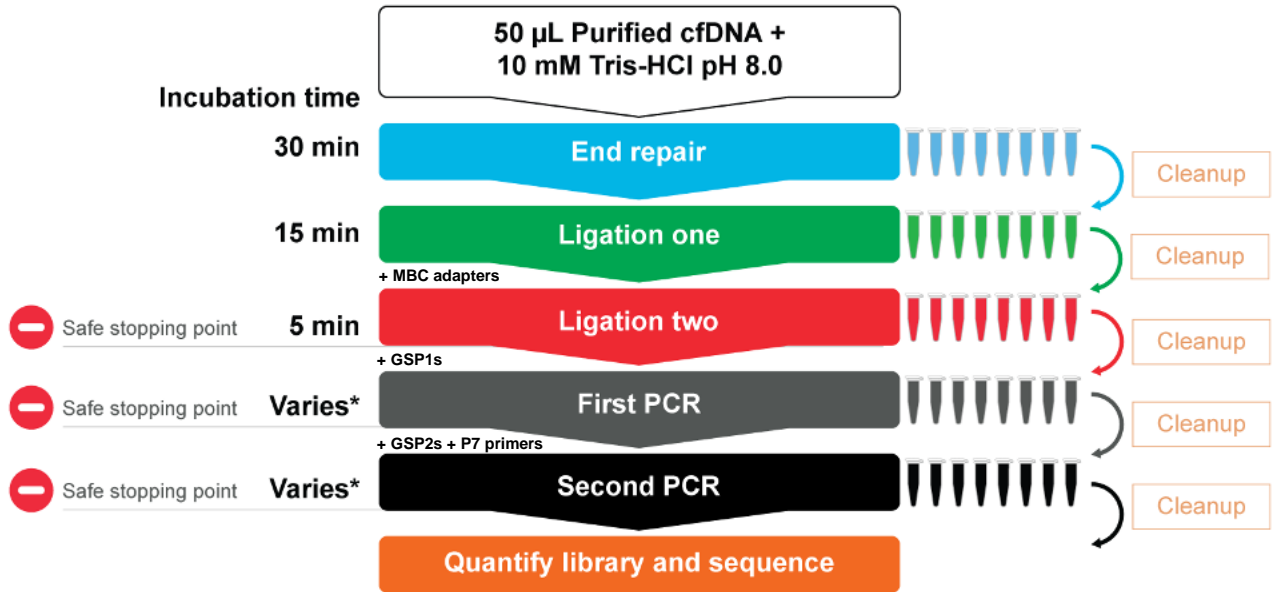 50 µL Purified cfDNA +
10 mM Tris-HCl pH 8.0
Incubation time
30 min
End repair
Cleanup
15 min
Ligation one
Cleanup
+ MBC adapters
Safe stopping point
5 min
Ligation two
Cleanup
+ GSP1s
Safe stopping point
Varies*
First PCR
Cleanup
+ GSP2s + P7 primers
Safe stopping point
Varies*
Second PCR
Cleanup
Quantify library and sequence